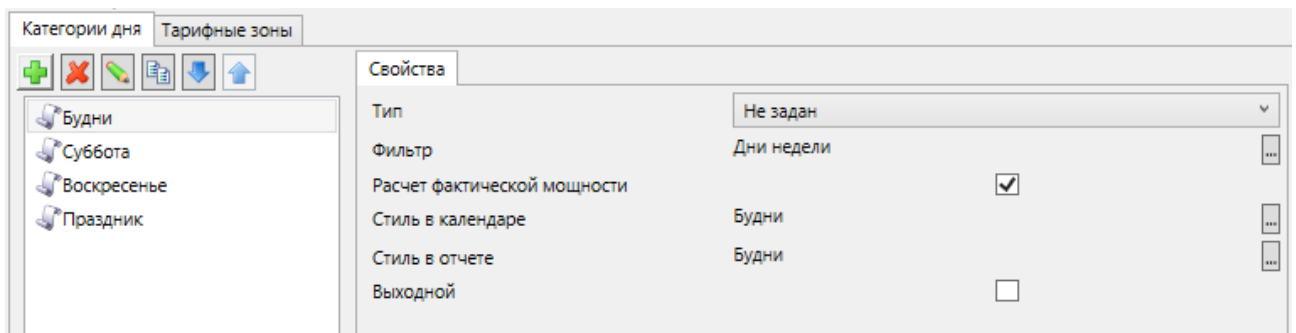 Категории дня Тарифные зоны
Свойства
Будни
Суббота
Воскресенье
Праздник
Тип Не задан
Фильтр Дни недели ...
Расчет фактической мощности
Стиль в календаре Будни ...
Стиль в отчете Будни ...
Выходной